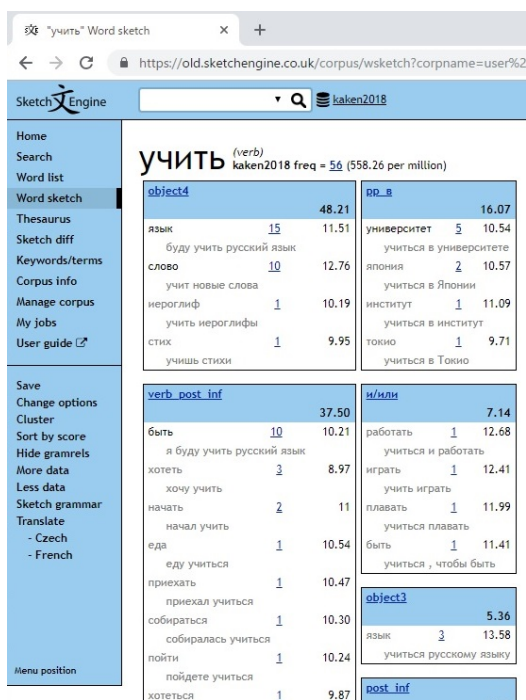 "учить" Word sketch
https://old.sketchengine.co.uk/corpus/wsketch?corpname=user%2
Sketch Engine
kaken2018
Home
Search
Word list
Word sketch
Thesaurus
Sketch diff
Keywords/terms
Corpus info
Manage corpus
My jobs
User guide
Save
Change options
Cluster
Sort by score
Hide gramrels
More data
Less data
Sketch grammar
Translate
- Czech
- French
Menu position
учить (verb)
kaken2018 freq = 56 (558.26 per million)
object4
48.21
язык 15 11.51
буду учить русский язык
слово 10 12.76
учит новые слова
иероглиф 1 10.19
учить иероглифы
стих 1 9.95
учишь стихи
verb_post_inf
37.50
быть 10 10.21
я буду учить русский язык
хотеть 3 8.97
хочу учить
начать 2 11
начал учить
еда 1 10.54
еду учиться
приехать 1 10.47
приехал учиться
собираться 1 10.30
собиралась учиться
пойти 1 10.24
пойдете учиться
хотеться 1 9.87
pp_в
16.07
университет 5 10.54
учиться в университете
япония 2 10.57
учиться в Японии
институт 1 11.09
учиться в институт
токио 1 9.71
учиться в Токио
и/или
7.14
работать 1 12.68
учиться и работать
играть 1 12.41
учить играть
плавать 1 11.99
учиться плавать
быть 1 11.41
учиться , чтобы быть
object3
5.36
язык 3 13.58
учиться русскому языку
post_inf